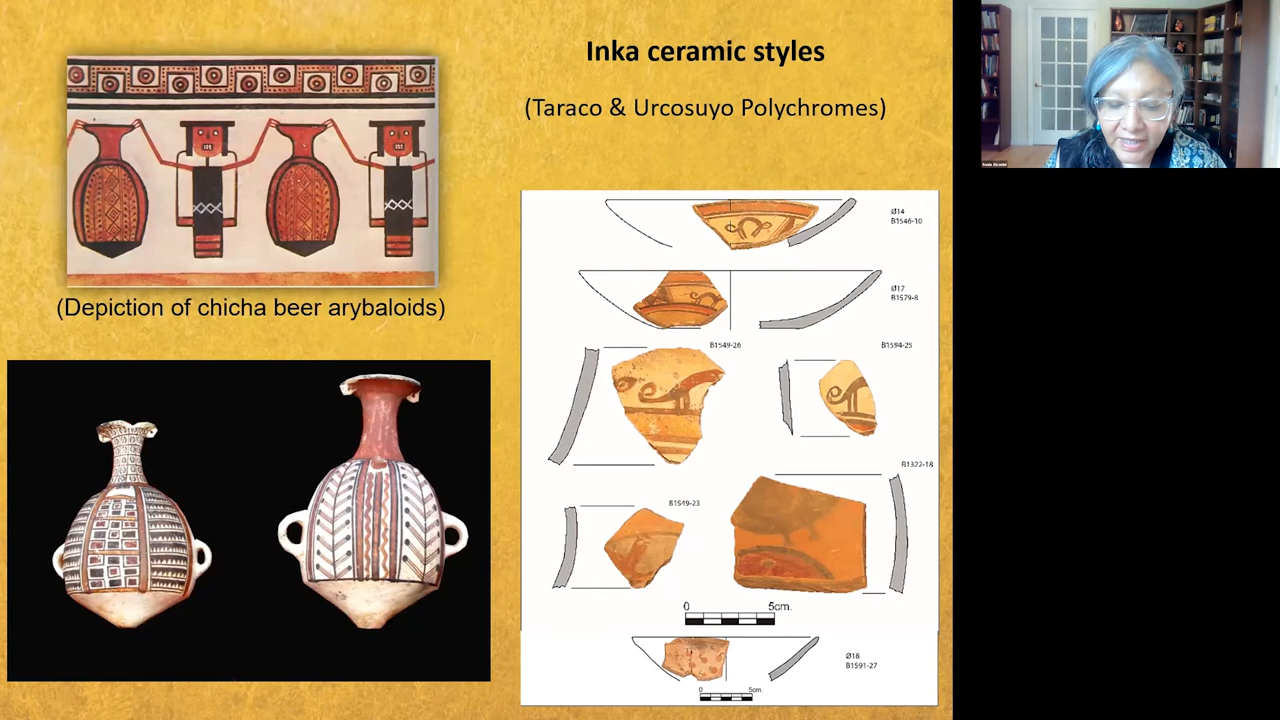 Inka ceramic styles
(Taraco & Urcosuyo Polychromes)
(Depiction of chicha beer arybaloids)
Ø14
B1546-10
Ø17
B1579-8
B1549-26
B1594-25
B1322-18
B1549-23
0 5cm.
Ø18
B1591-27
0 5cm.